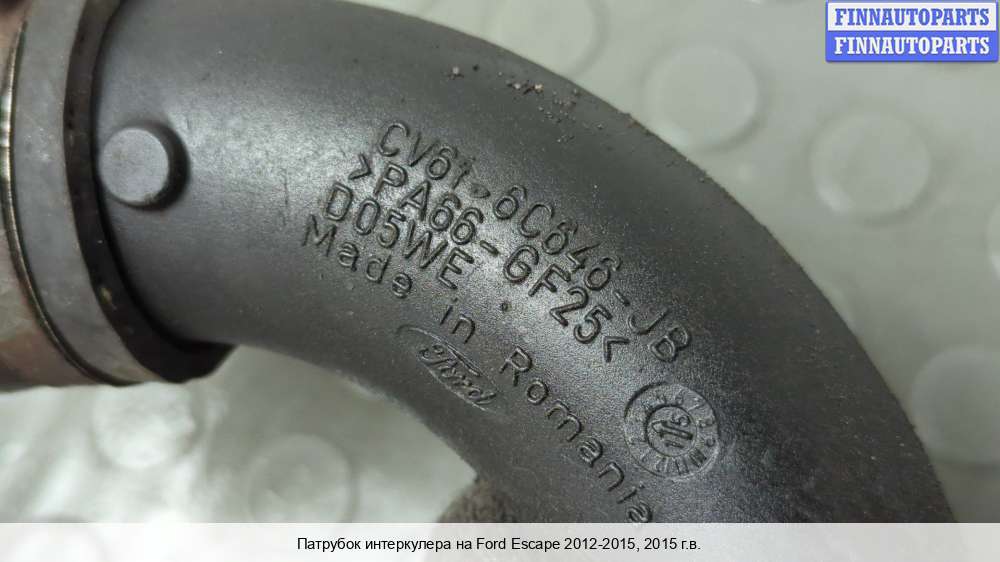 FINNAUTOPARTS
FINNAUTOPARTS
CV61-6C646-JB
>PA66-GF25<
D05WE
Made in Romania
Ford
Патрубок интеркулера на Ford Escape 2012-2015, 2015 г.в.